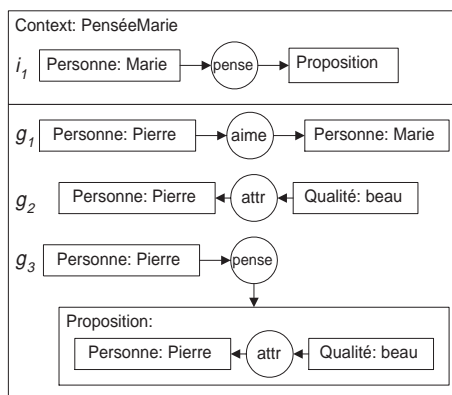 Context: PenséeMarie
i1 Personne: Marie pense Proposition
g1 Personne: Pierre aime Personne: Marie
g2 Personne: Pierre attr Qualité: beau
g3 Personne: Pierre pense
Proposition:
Personne: Pierre attr Qualité: beau